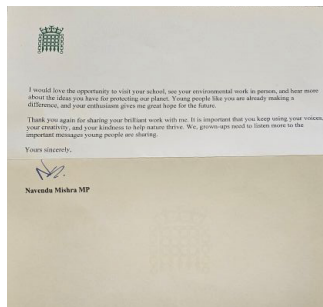 I would love the opportunity to visit your school, see your environmental work in person, and hear more
about the ideas you have for protecting our planet. Young people like you are already making a
difference, and your enthusiasm gives me great hope for the future.
Thank you again for sharing your brilliant work with me. It is important that you keep using your voices,
your creativity, and your kindness to help nature thrive. We, grown-ups need to listen more to the
important messages young people are sharing.
Yours sincerely,
Navendu Mishra MP